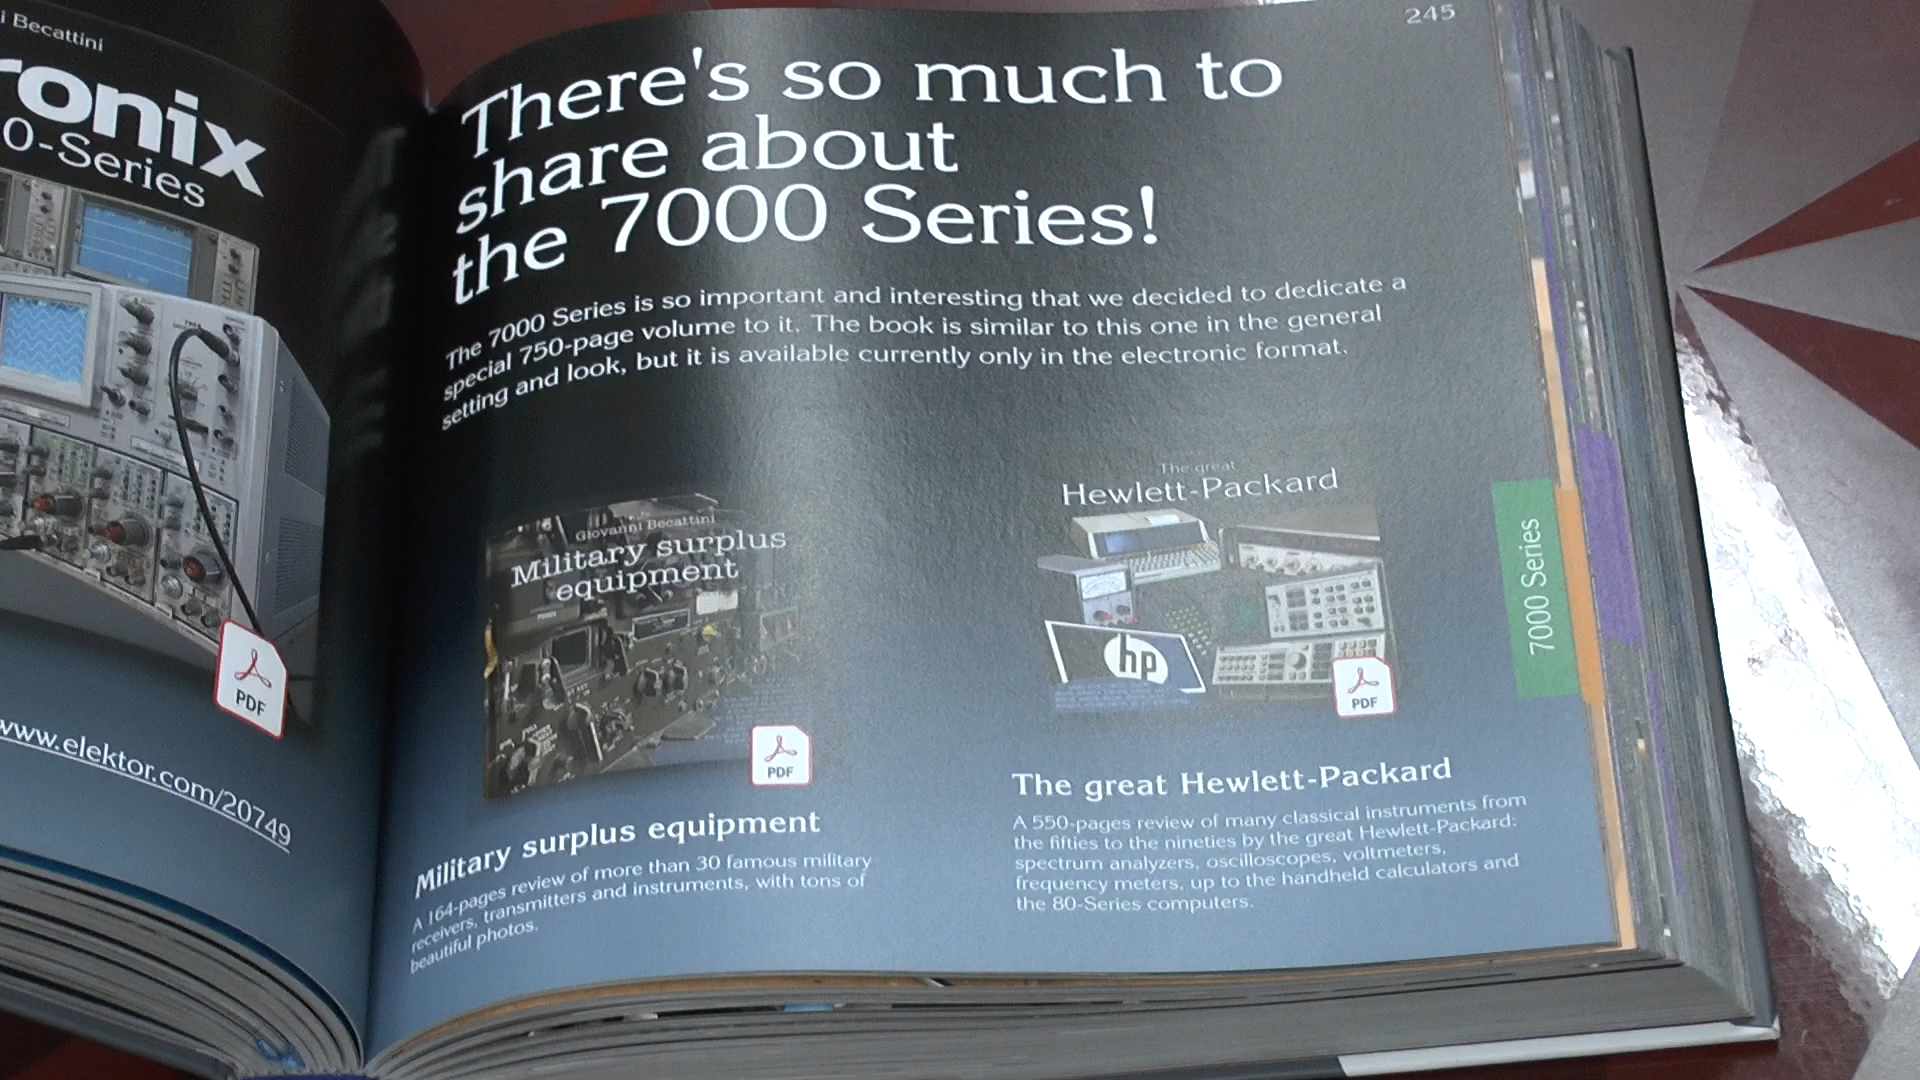 i Becattini
ronix
0-Series
PDF
www.elektor.com/20749
245
There's so much to
share about
the 7000 Series!
The 7000 Series is so important and interesting that we decided to dedicate a
special 750-page volume to it. The book is similar to this one in the general
setting and look, but it is available currently only in the electronic format.
Giovanni Becattini
Military surplus
equipment
PDF
Military surplus equipment
A 164-pages review of more than 30 famous military
receivers, transmitters and instruments, with tons of
beautiful photos.
The great
Hewlett-Packard
hp
PDF
The great Hewlett-Packard
A 550-pages review of many classical instruments from
the fifties to the nineties by the great Hewlett-Packard:
spectrum analyzers, oscilloscopes, voltmeters,
frequency meters, up to the handheld calculators and
the 80-Series computers.
7000 Series